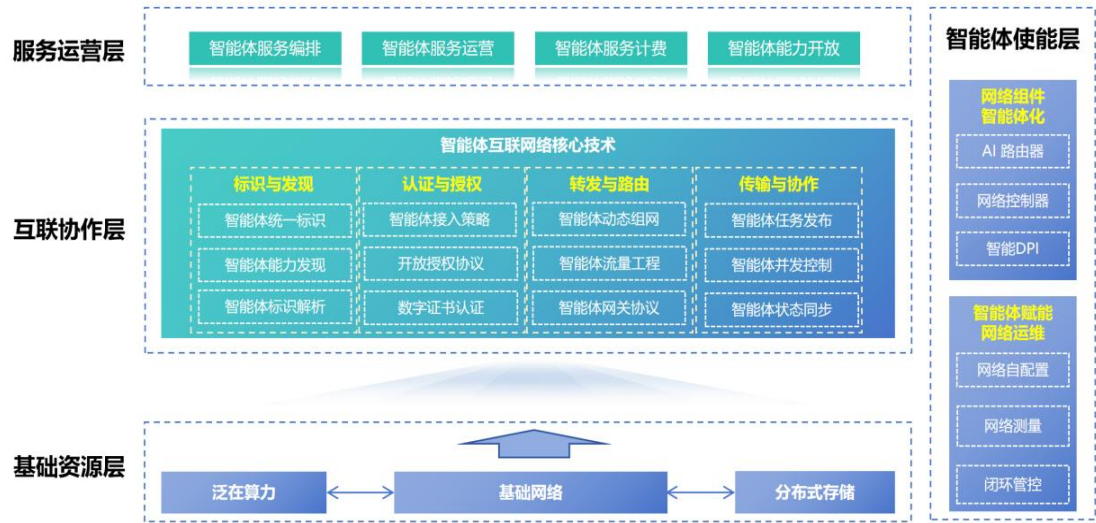 服务运营层
智能体服务编排
智能体服务运营
智能体服务计费
智能体能力开放
互联协作层
智能体互联网络核心技术
标识与发现
智能体统一标识
智能体能力发现
智能体标识解析
认证与授权
智能体接入策略
开放授权协议
数字证书认证
转发与路由
智能体动态组网
智能体流量工程
智能体网关协议
传输与协作
智能体任务发布
智能体并发控制
智能体状态同步
基础资源层
泛在算力
基础网络
分布式存储
智能体使能层
网络组件
智能体化
AI 路由器
网络控制器
智能DPI
智能体赋能
网络运维
网络自配置
网络测量
闭环管控